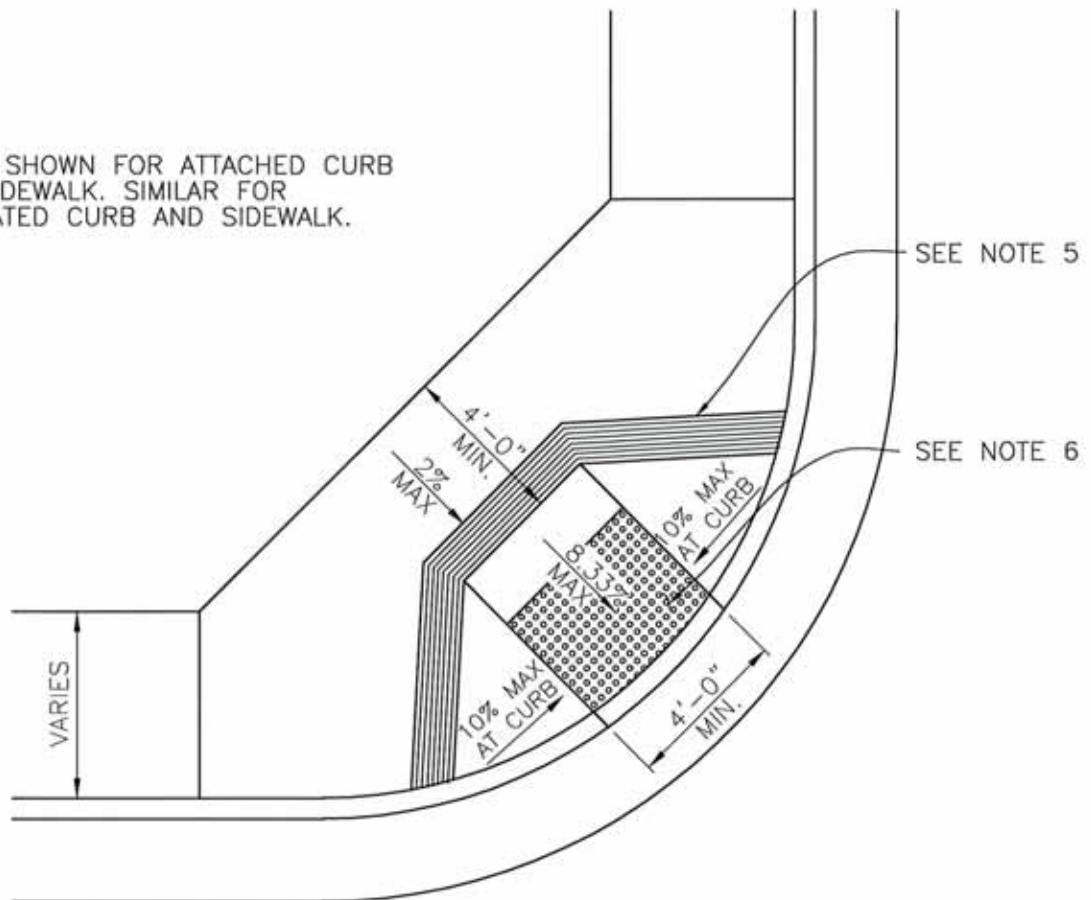 SHOWN FOR ATTACHED CURB
DEWALK. SIMILAR FOR
ATED CURB AND SIDEWALK.
SEE NOTE 5
4'-0"
MIN.
2%
MAX
SEE NOTE 6
10% MAX
AT CURB
8.33%
MAX
10% MAX
AT CURB
4'-0"
MIN.
VARIES